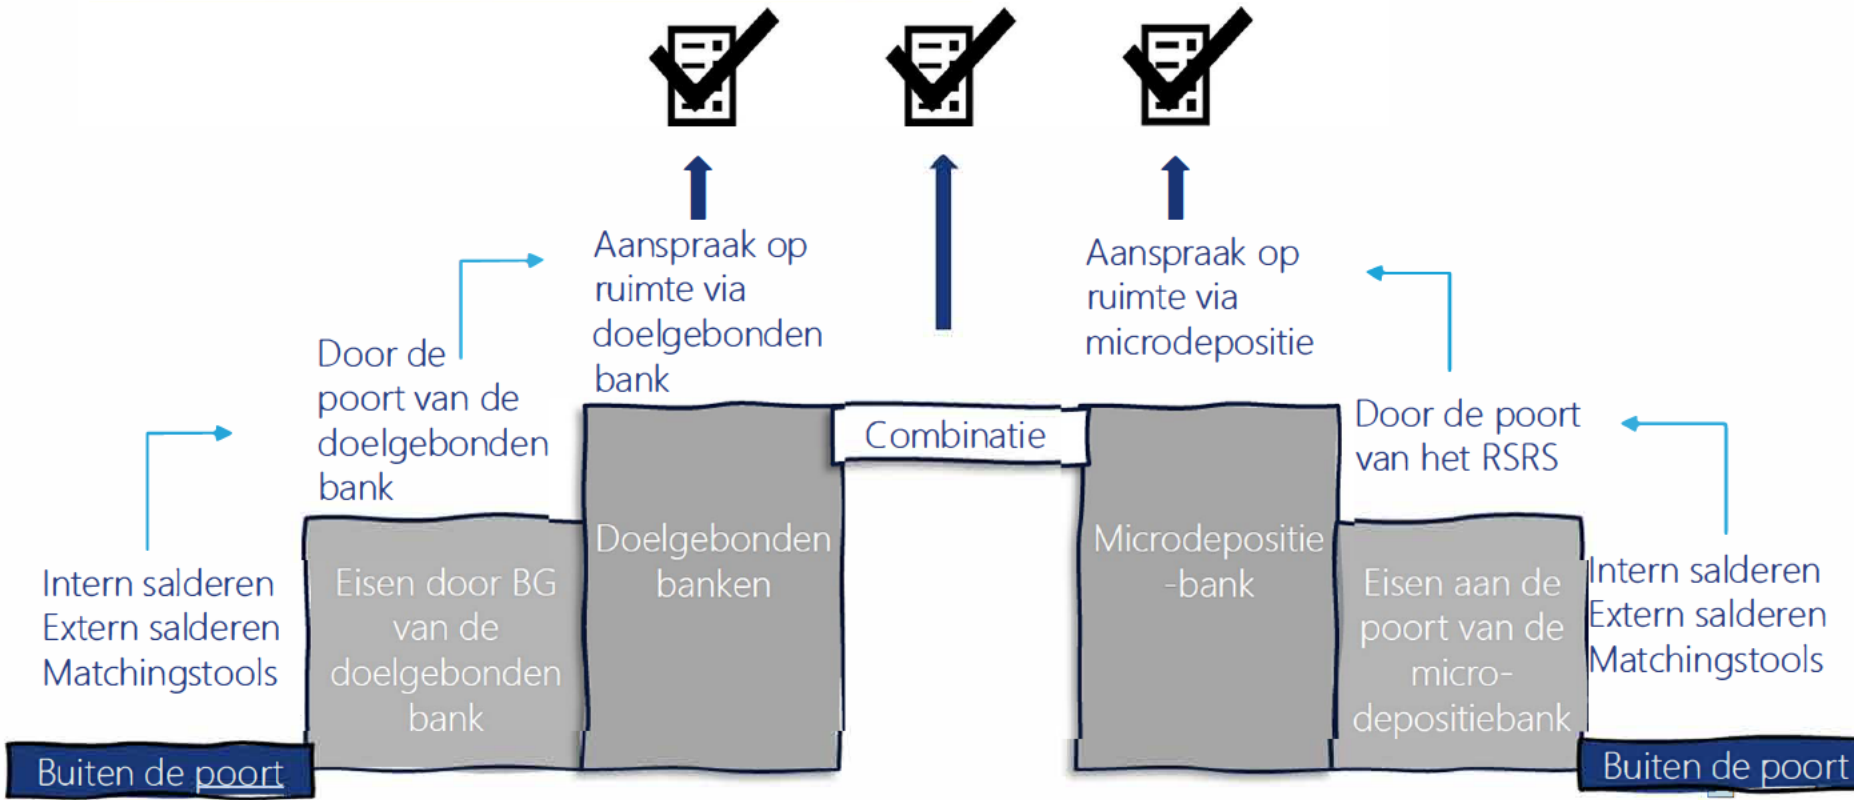 Aanspraak op
ruimte via
doelgebonden
bank
Aanspraak op
ruimte via
microdepositie
Door de
poort van de
doelgebonden
bank
Combinatie
Door de poort
van het RSRS
Intern salderen
Extern salderen
Matchingstools
Eisen door BG
van de
doelgebonden
bank
Doelgebonden
banken
Microdepositie
-bank
Eisen aan de
poort van de
micro-
depositiebank
Intern salderen
Extern salderen
Matchingstools
Buiten de poort
Buiten de poort